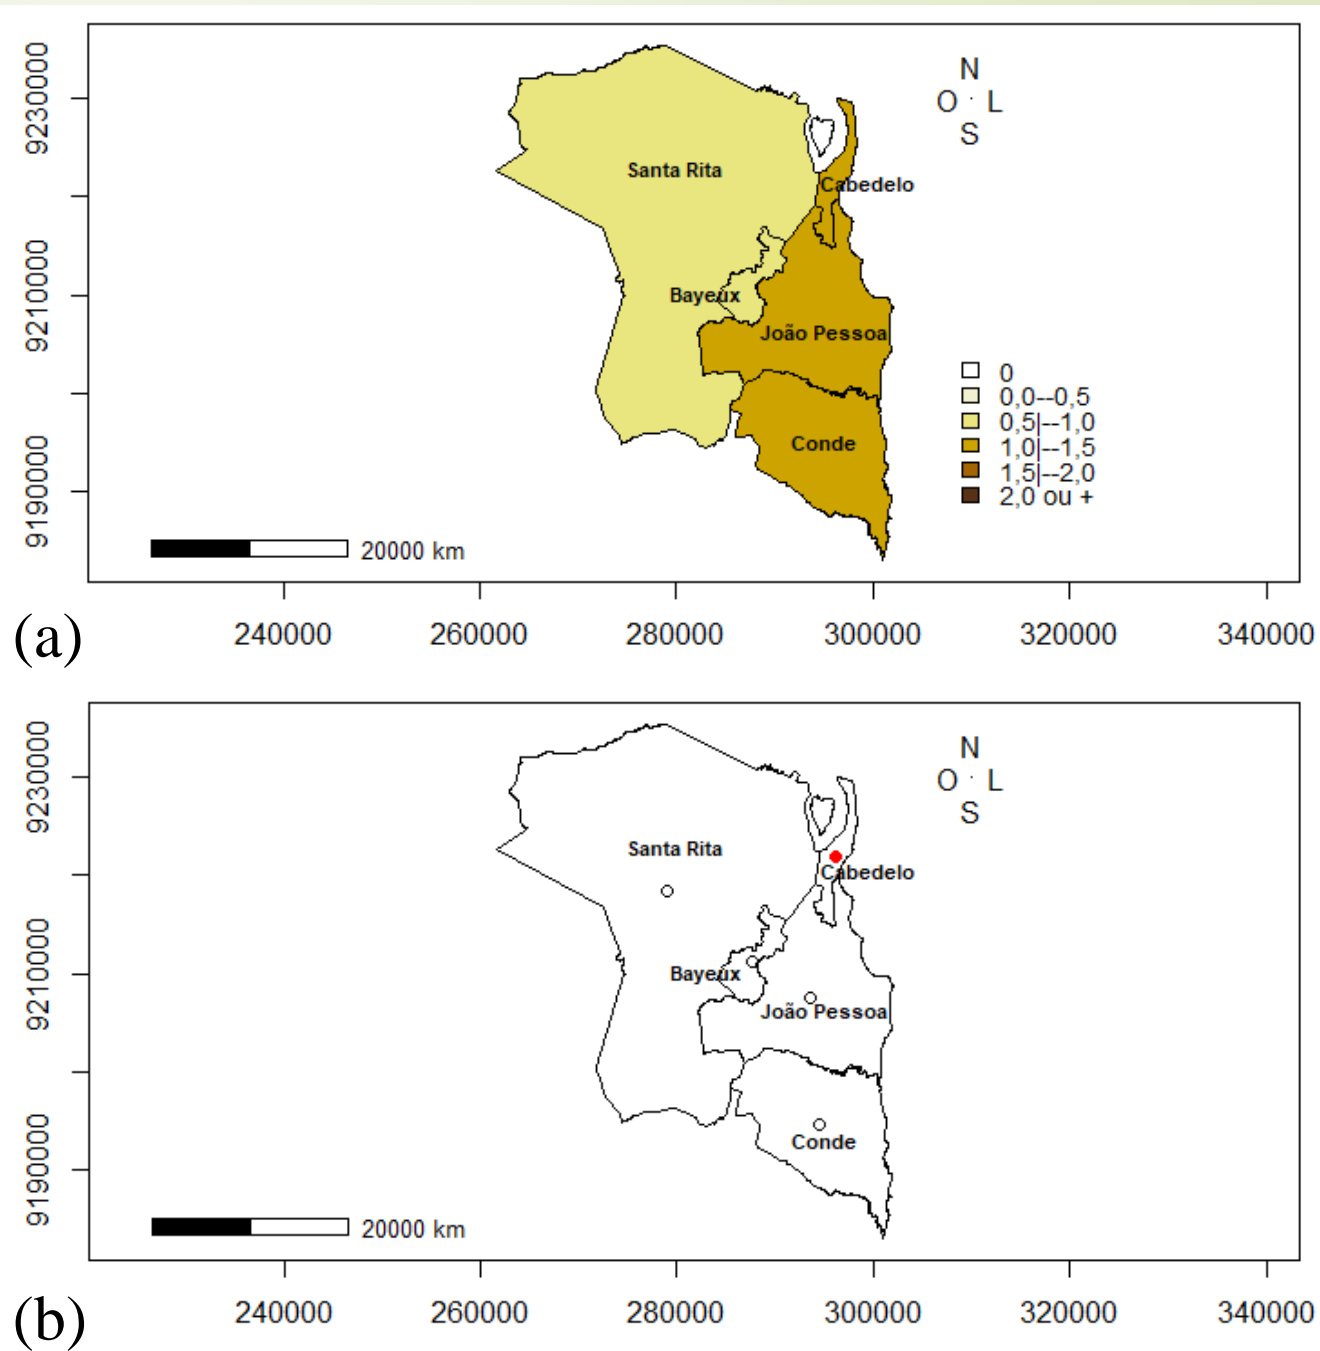 9230000
N
O · L
S
Santa Rita
Cabedelo
9210000
Bayeux
João Pessoa
0
0,0--0,5
0,5|--1,0
1,0|--1,5
1,5|--2,0
2,0 ou +
Conde
9190000
20000 km
240000 260000 280000 300000 320000 340000
(a)
9230000
N
O · L
S
Santa Rita
Cabedelo
9210000
Bayeux
João Pessoa
Conde
9190000
20000 km
240000 260000 280000 300000 320000 340000
(b)